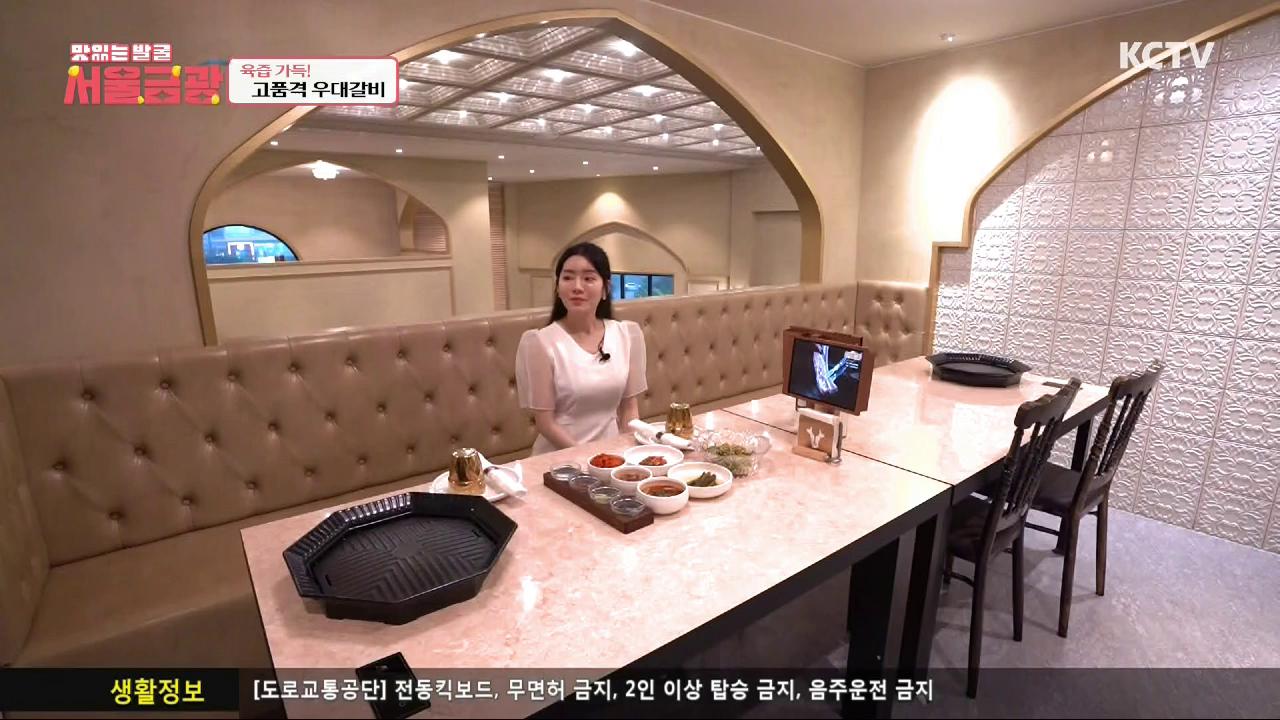 맛있는 발굴
서울금광
육즙 가득!
고품격 우대갈비
KCTV
생활정보
[도로교통공단] 전동킥보드, 무면허 금지, 2인 이상 탑승 금지, 음주운전 금지